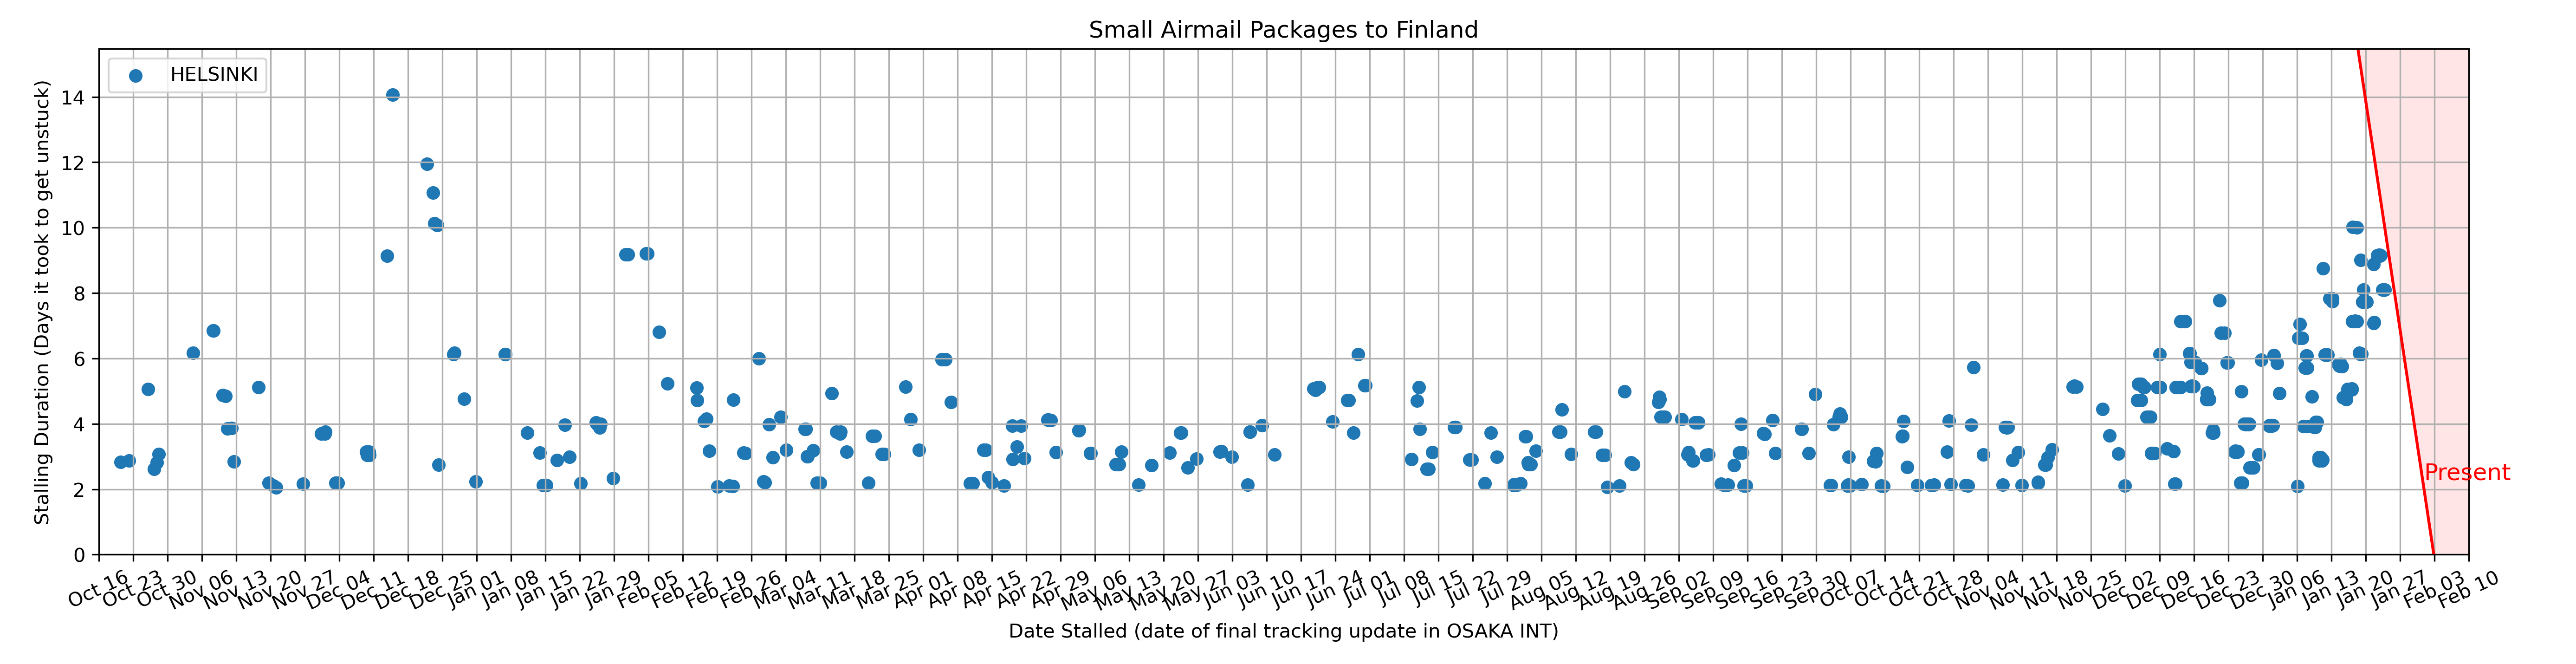 Small Airmail Packages to Finland
HELSINKI
Stalling Duration (Days it took to get unstuck)
14
12
10
8
6
4
2
0
Present
Oct 16
Oct 23
Oct 30
Nov 06
Nov 13
Nov 20
Nov 27
Dec 04
Dec 11
Dec 18
Dec 25
Jan 01
Jan 08
Jan 15
Jan 22
Jan 29
Feb 05
Feb 12
Feb 19
Feb 26
Mar 04
Mar 11
Mar 18
Mar 25
Apr 01
Apr 08
Apr 15
Apr 22
Apr 29
May 06
May 13
May 20
May 27
Jun 03
Jun 10
Jun 17
Jun 24
Jul 01
Jul 08
Jul 15
Jul 22
Jul 29
Aug 05
Aug 12
Aug 19
Aug 26
Sep 02
Sep 09
Sep 16
Sep 23
Sep 30
Oct 07
Oct 14
Oct 21
Oct 28
Nov 04
Nov 11
Nov 18
Nov 25
Dec 02
Dec 09
Dec 16
Dec 23
Dec 30
Jan 06
Jan 13
Jan 20
Jan 27
Feb 03
Feb 10
Date Stalled (date of final tracking update in OSAKA INT)